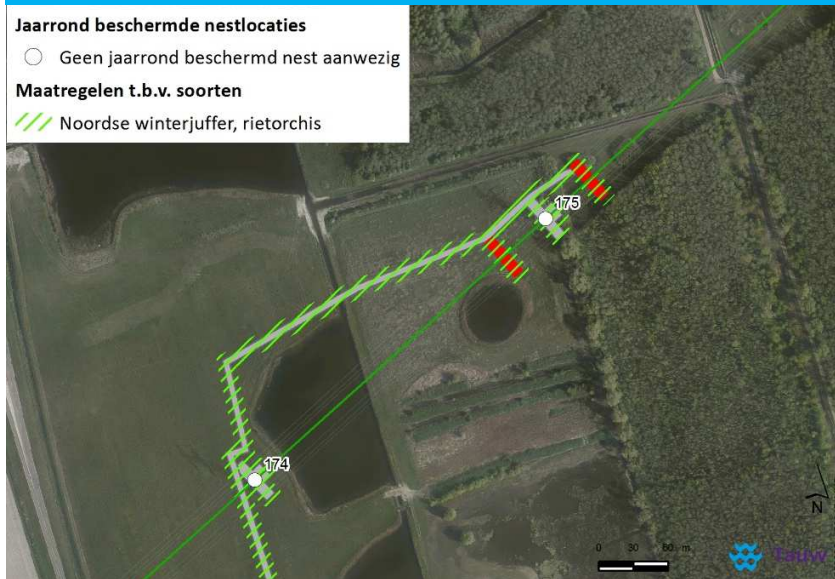 Jaarrond beschermde nestlocaties
Geen jaarrond beschermd nest aanwezig
Maatregelen t.b.v. soorten
Noordse winterjuffer, rietorchis
175
174
N
0 30 60 m
Tauw